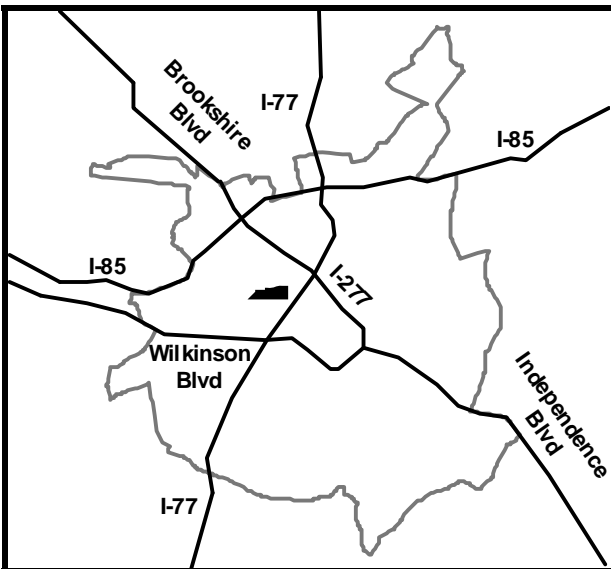 Brookshire
Blvd
I-77
I-85
I-85
I-277
Wilkinson
Blvd
Independence
Blvd
I-77